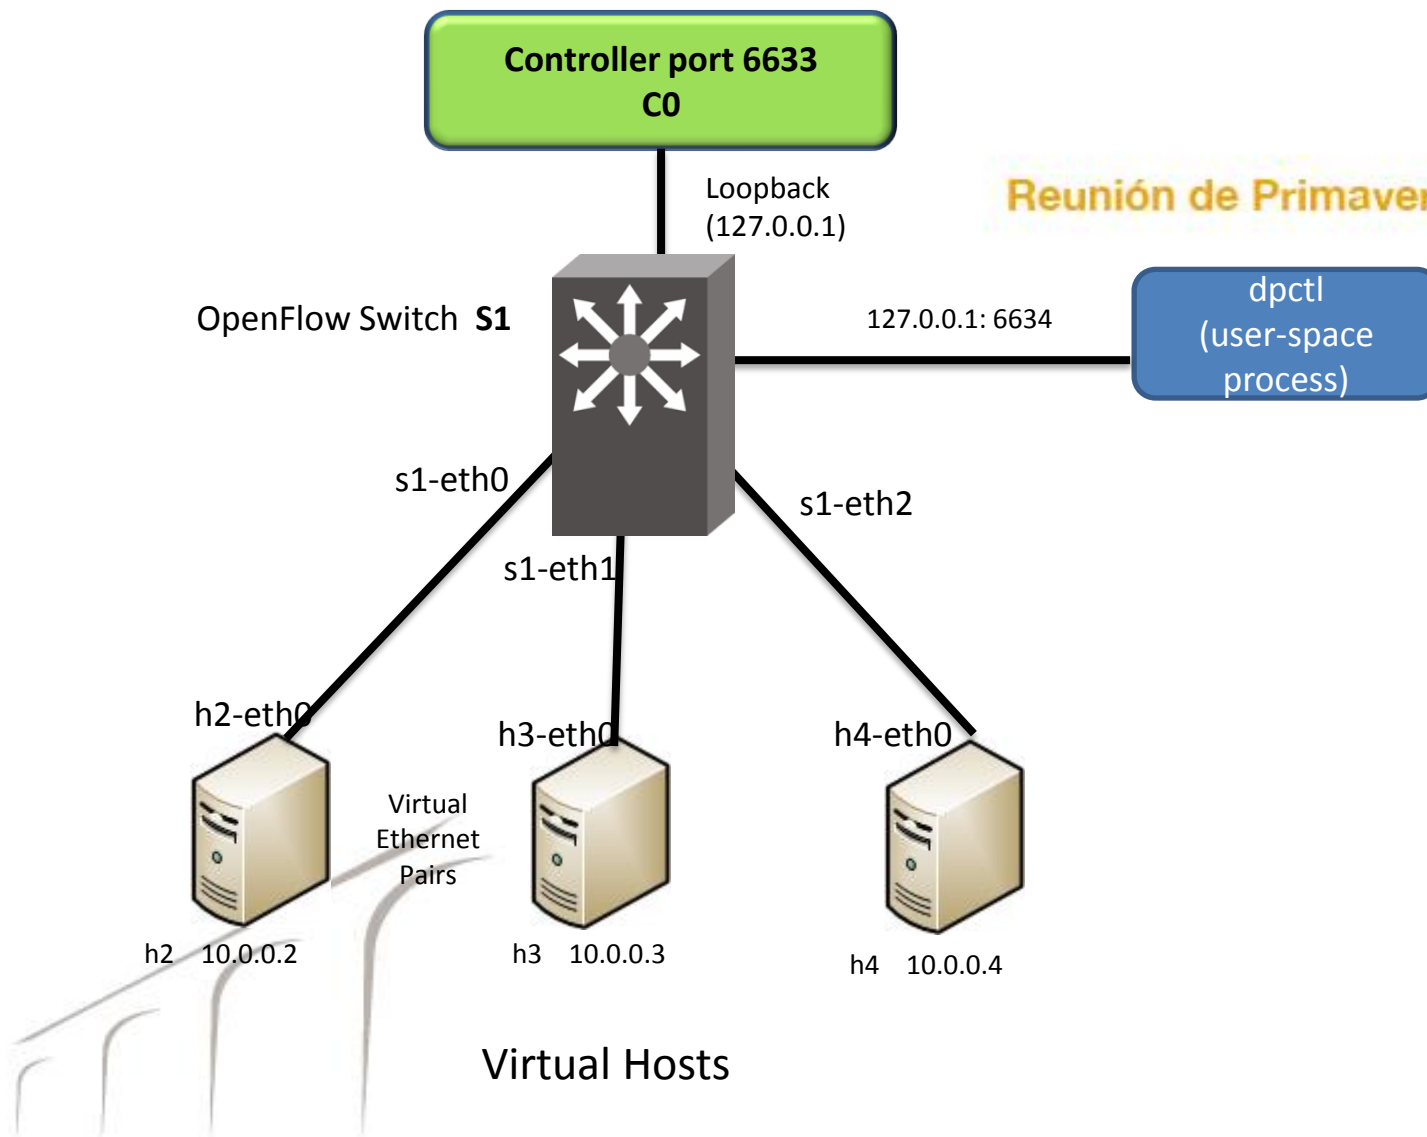 Controller port 6633
C0
Loopback
(127.0.0.1)
Reunión de Primaver
OpenFlow Switch S1
127.0.0.1: 6634
dpctl
(user-space
process)
s1-eth0
s1-eth2
s1-eth1
h2-eth0
h3-eth0
h4-eth0
Virtual
Ethernet
Pairs
h2 10.0.0.2
h3 10.0.0.3
h4 10.0.0.4
Virtual Hosts